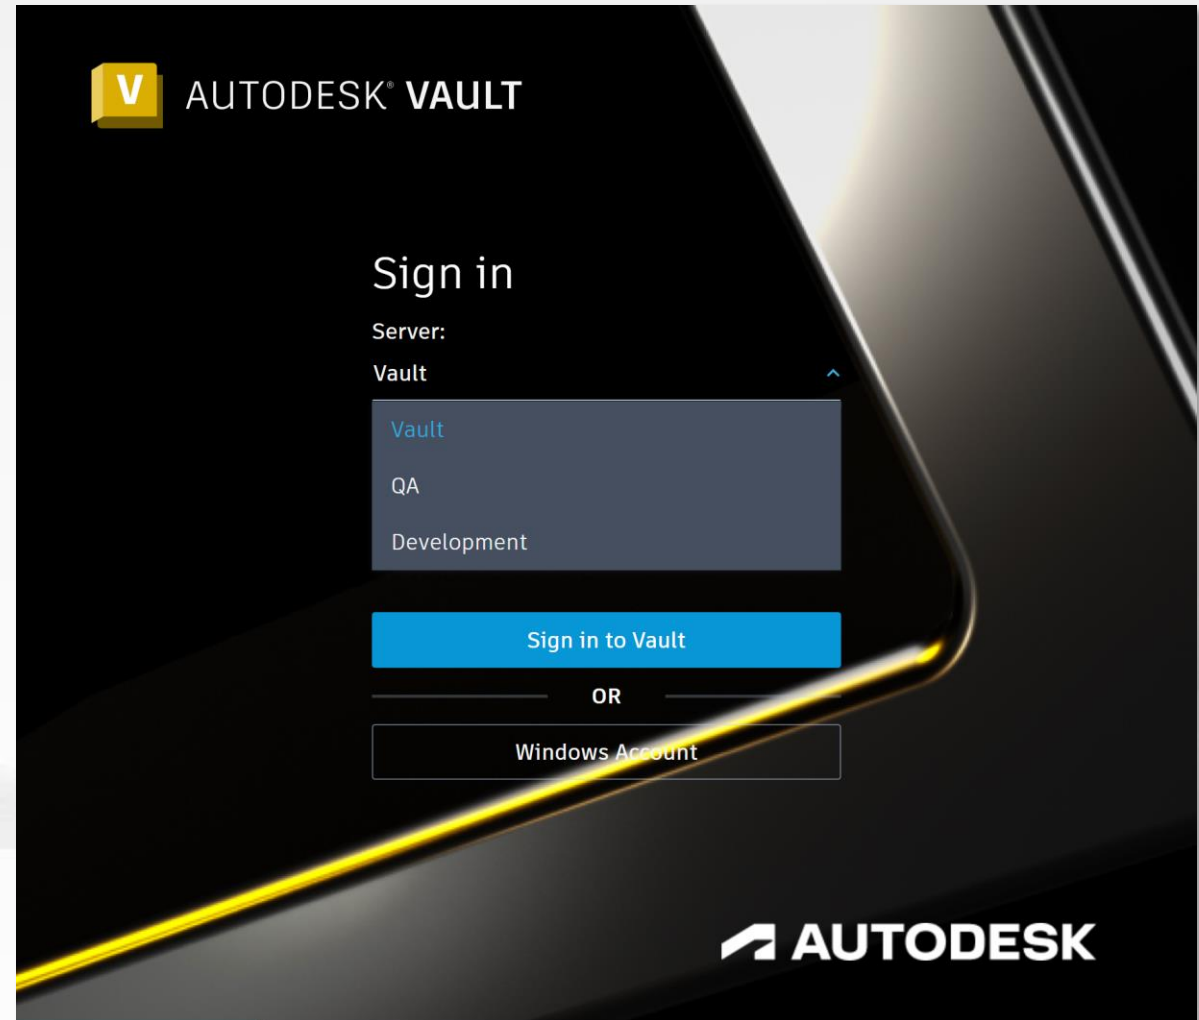 V
AUTODESK® VAULT
Sign in
Server:
Vault
Vault
QA
Development
Sign in to Vault
OR
Windows Account
AUTODESK